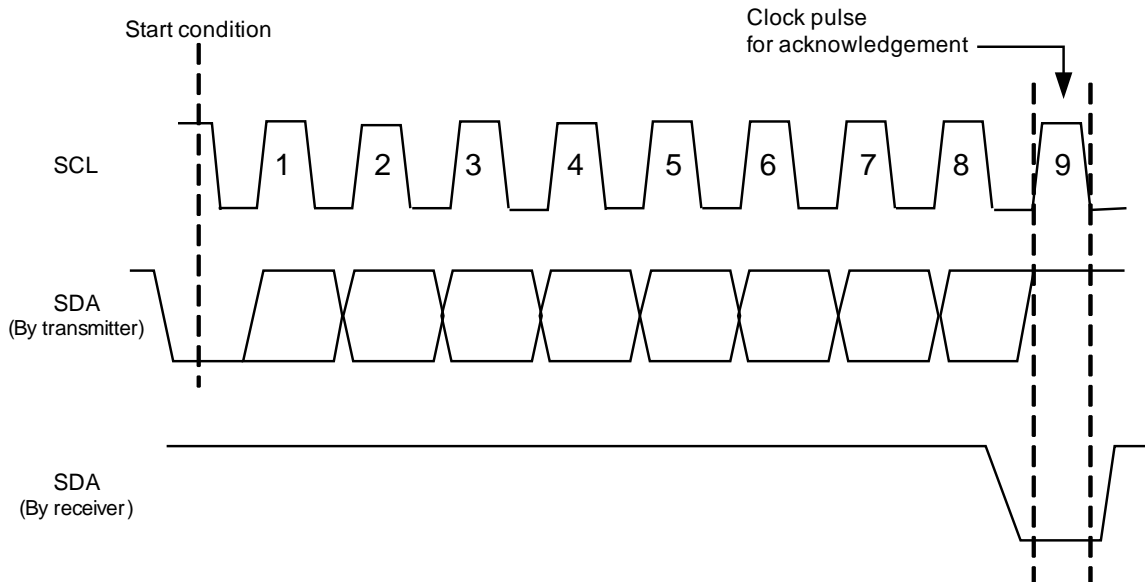 Start condition
Clock pulse
for acknowledgement
SCL
1 2 3 4 5 6 7 8 9
SDA
(By transmitter)
SDA
(By receiver)